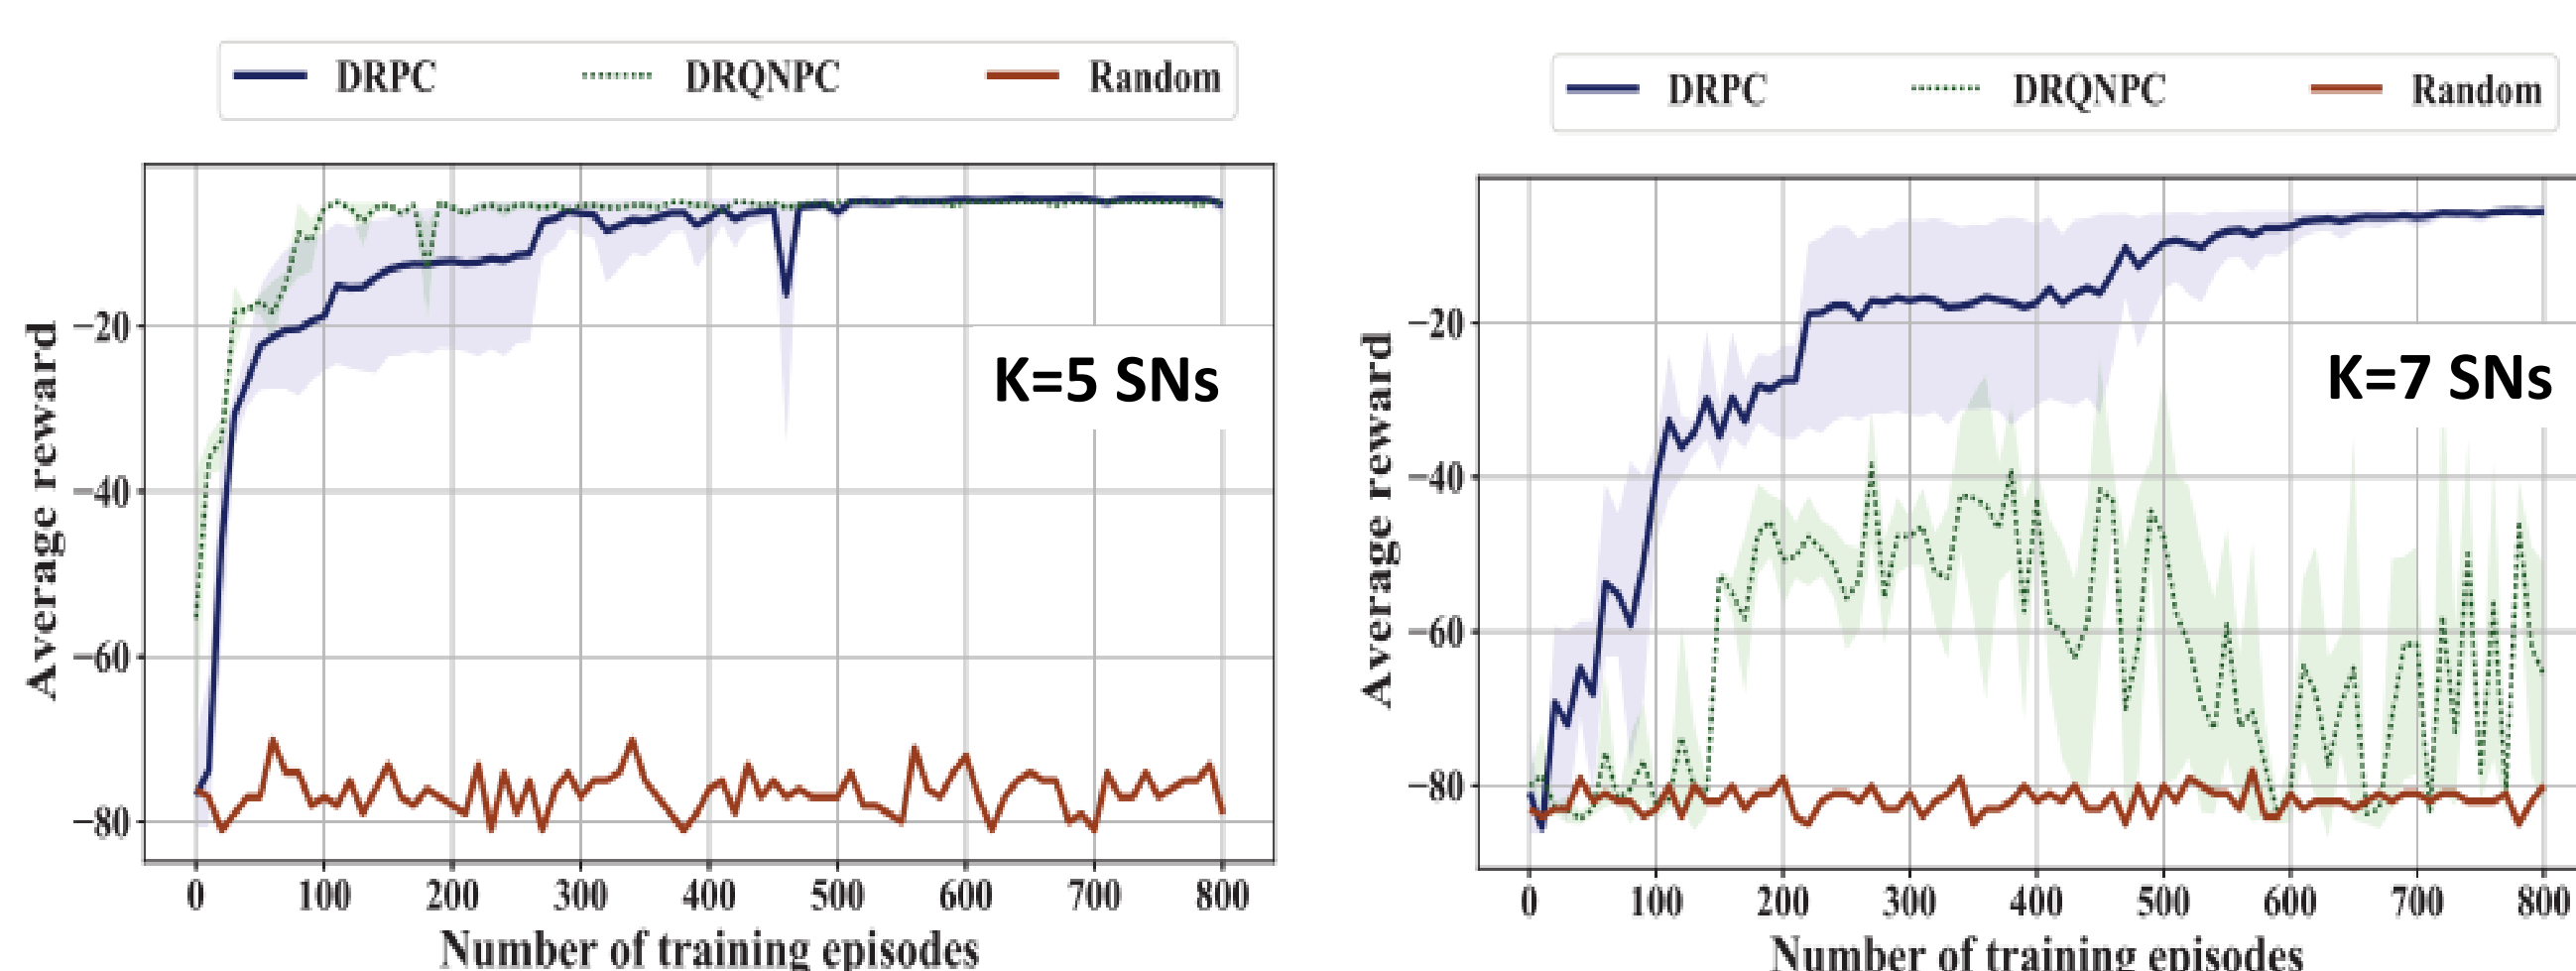 DRPC DRQNPC Random
−20
−40
−60
−80
Average reward
K=5 SNs
0 100 200 300 400 500 600 700 800
Number of training episodes
DRPC DRQNPC Random
−20
−40
−60
−80
Average reward
K=7 SNs
0 100 200 300 400 500 600 700 800
Number of training episodes